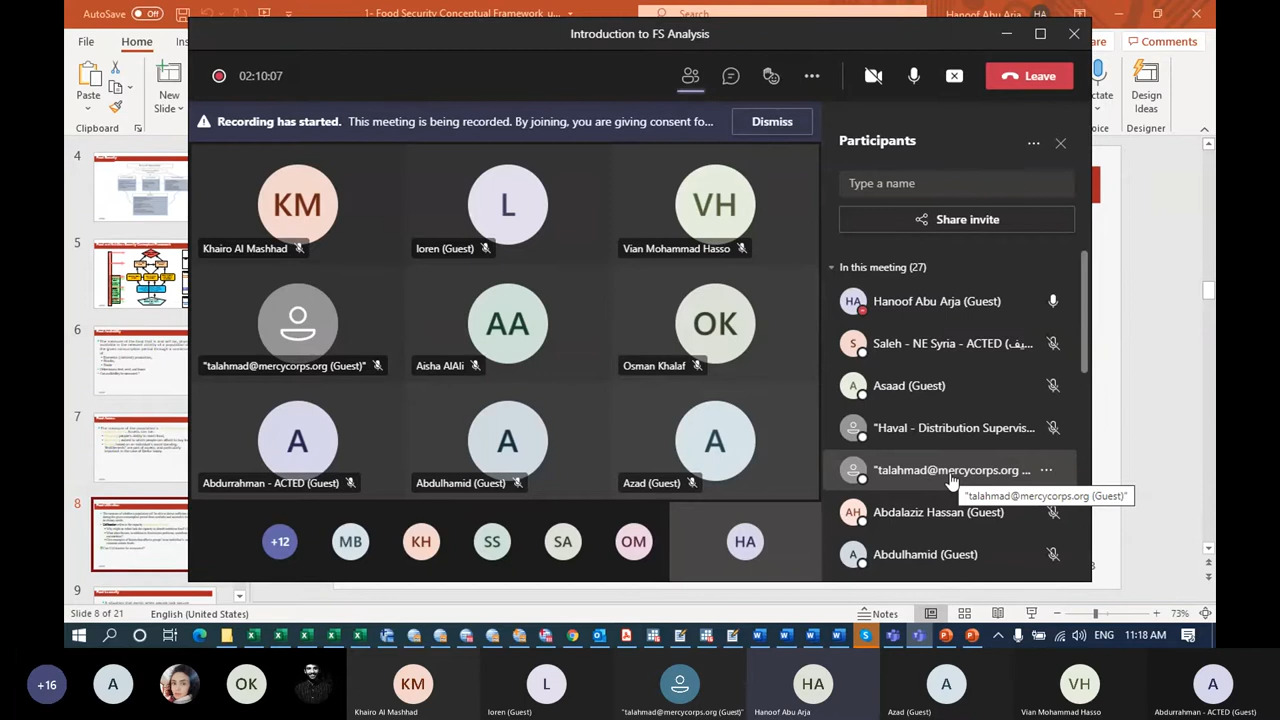 AutoSave Off
1- Food Security Conceptual Framework_u...
Search
Hanoof Abu Arja HA
File Home Ins
Comments
Paste
New Slide
Clipboard
Design Ideas
Designer
Introduction to FS Analysis
02:10:07
Leave
Recording has started. This meeting is being recorded. By joining, you are giving consent fo...
Dismiss
Participants
Type a name
Share invite
In this meeting (27)
KM
L
VH
Khairo Al Mashhad
loren (Guest)
Vian Mohammad Hasso
AA
OK
"talahmad@mercycorps.org (Guest)"
Aisha AlAli
Osman Khalaf
A
A
A
Abdurrahman - ACTED (Guest)
Abdulhamid (Guest)
Azad (Guest)
+12 MB KH SS SA OM HA
HA Hanoof Abu Arja (Guest)
S Saleh - NE Syria - ACTED (يف...
A Asaad (Guest)
"Haval - Distribution Supervis...
"talahmad@mercycorps.org ...
"talahmad@mercycorps.org (Guest)"
AH Abdalaziz Hassan (Guest)
A Abdulhamid (Guest)
4
5
6
7
8
9
Slide 8 of 21 English (United States)
Notes
73%
ENG 11:18 AM
+16 A OK KM L HA A VH A
Khairo Al Mashhad
loren (Guest)
"talahmad@mercycorps.org (Guest)"
Hanoof Abu Arja
Azad (Guest)
Vian Mohammad Hasso
Abdurrahman - ACTED (Guest)